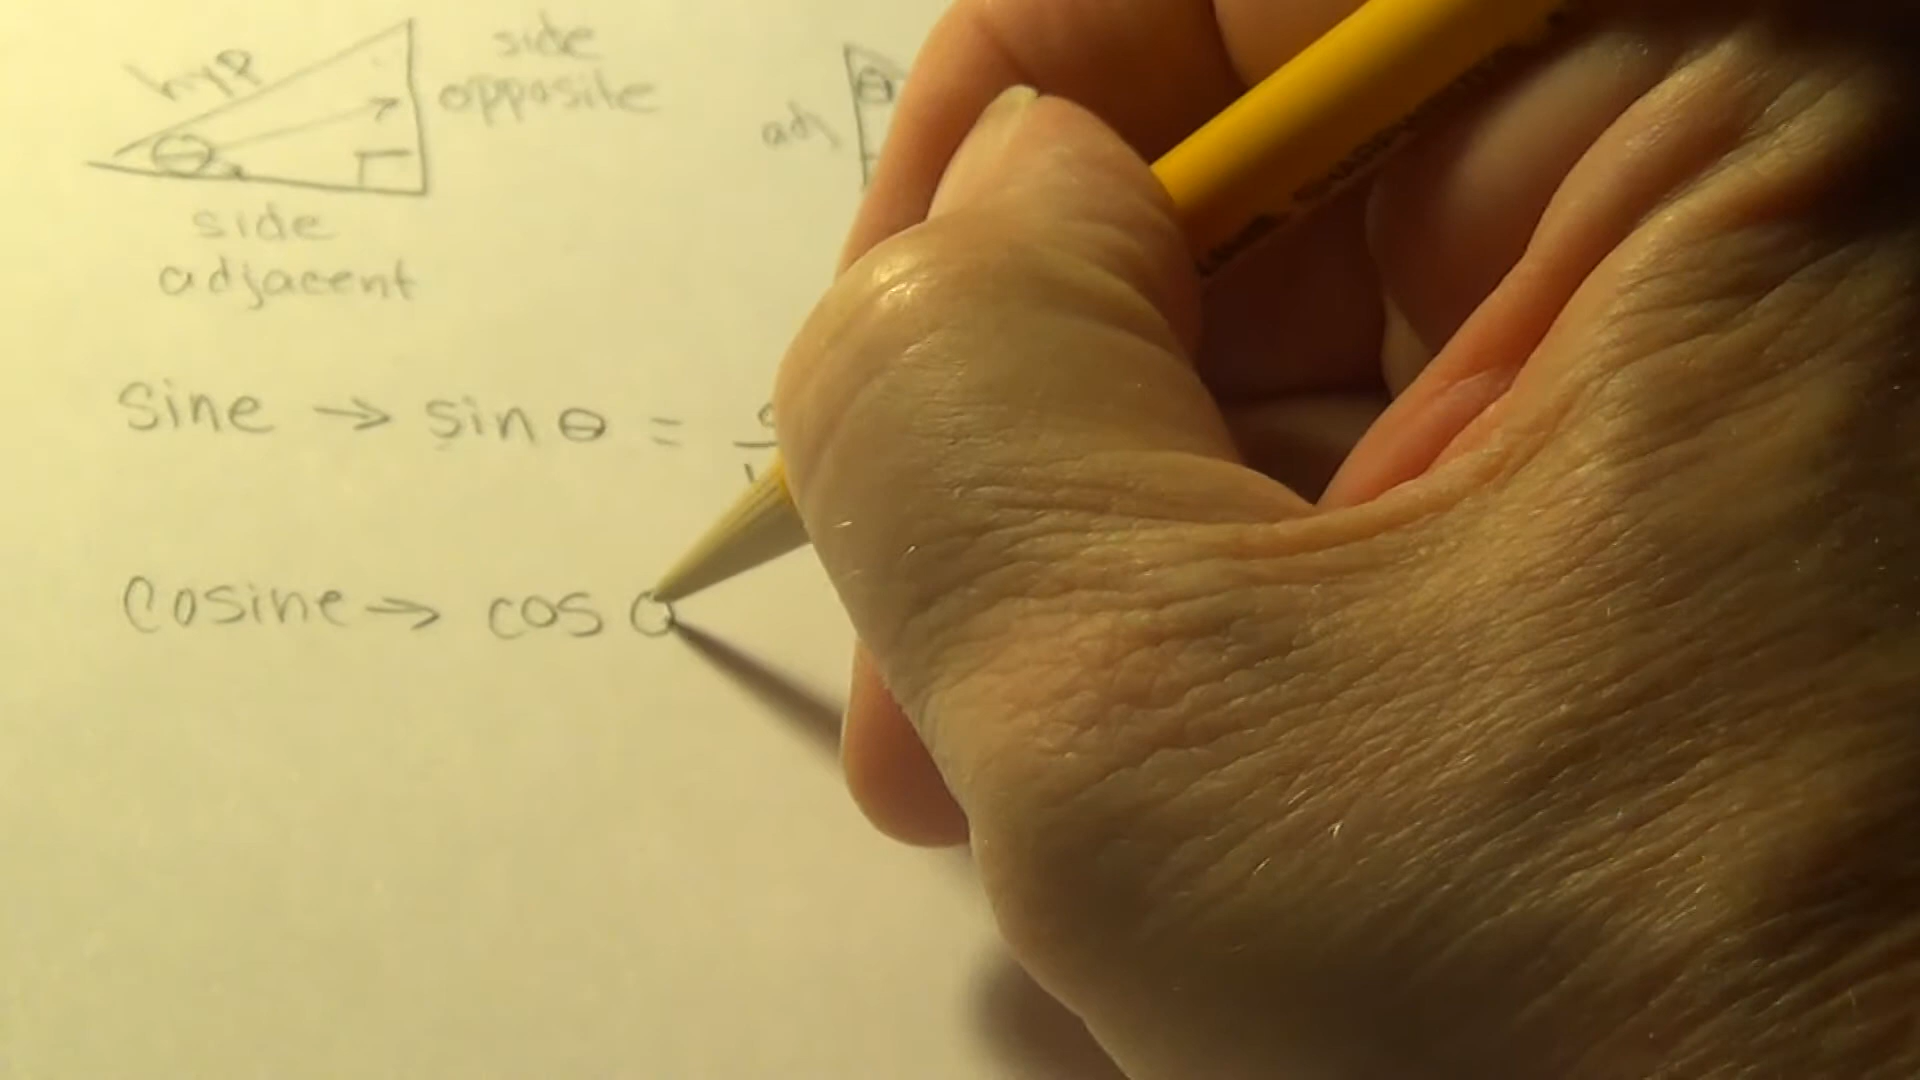 hyp
side
opposite
θ
side
adjacent
θ
adj
sine → sin θ =
Cosine → cos